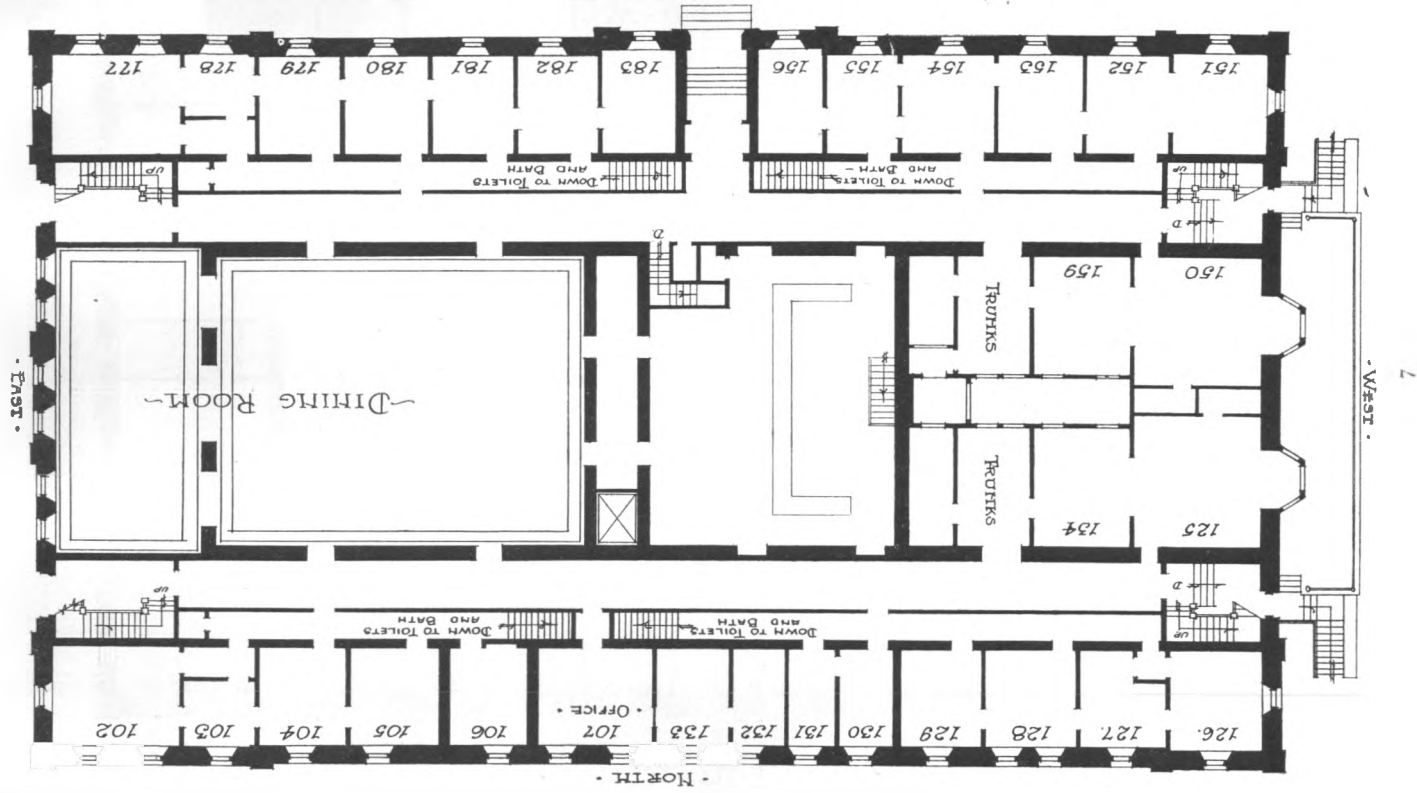 · NORTH ·
126. 127. 128 129 130 131 132 133 107 106 105 104 103 102
· OFFICE ·
UP
DOWN TO TOILETS
AND BATH
DOWN TO TOILETS
AND BATH
D
UP
125
134
TRUNKS
· WEST ·
~ DINING ROOM ~
· EAST ·
150
159
TRUNKS
D.
D
UP
DOWN TO TOILETS
AND BATH -
DOWN TO TOILETS
AND BATH
UP
151 152 153 154 155 156 183 182 181 180 179 178 177
7